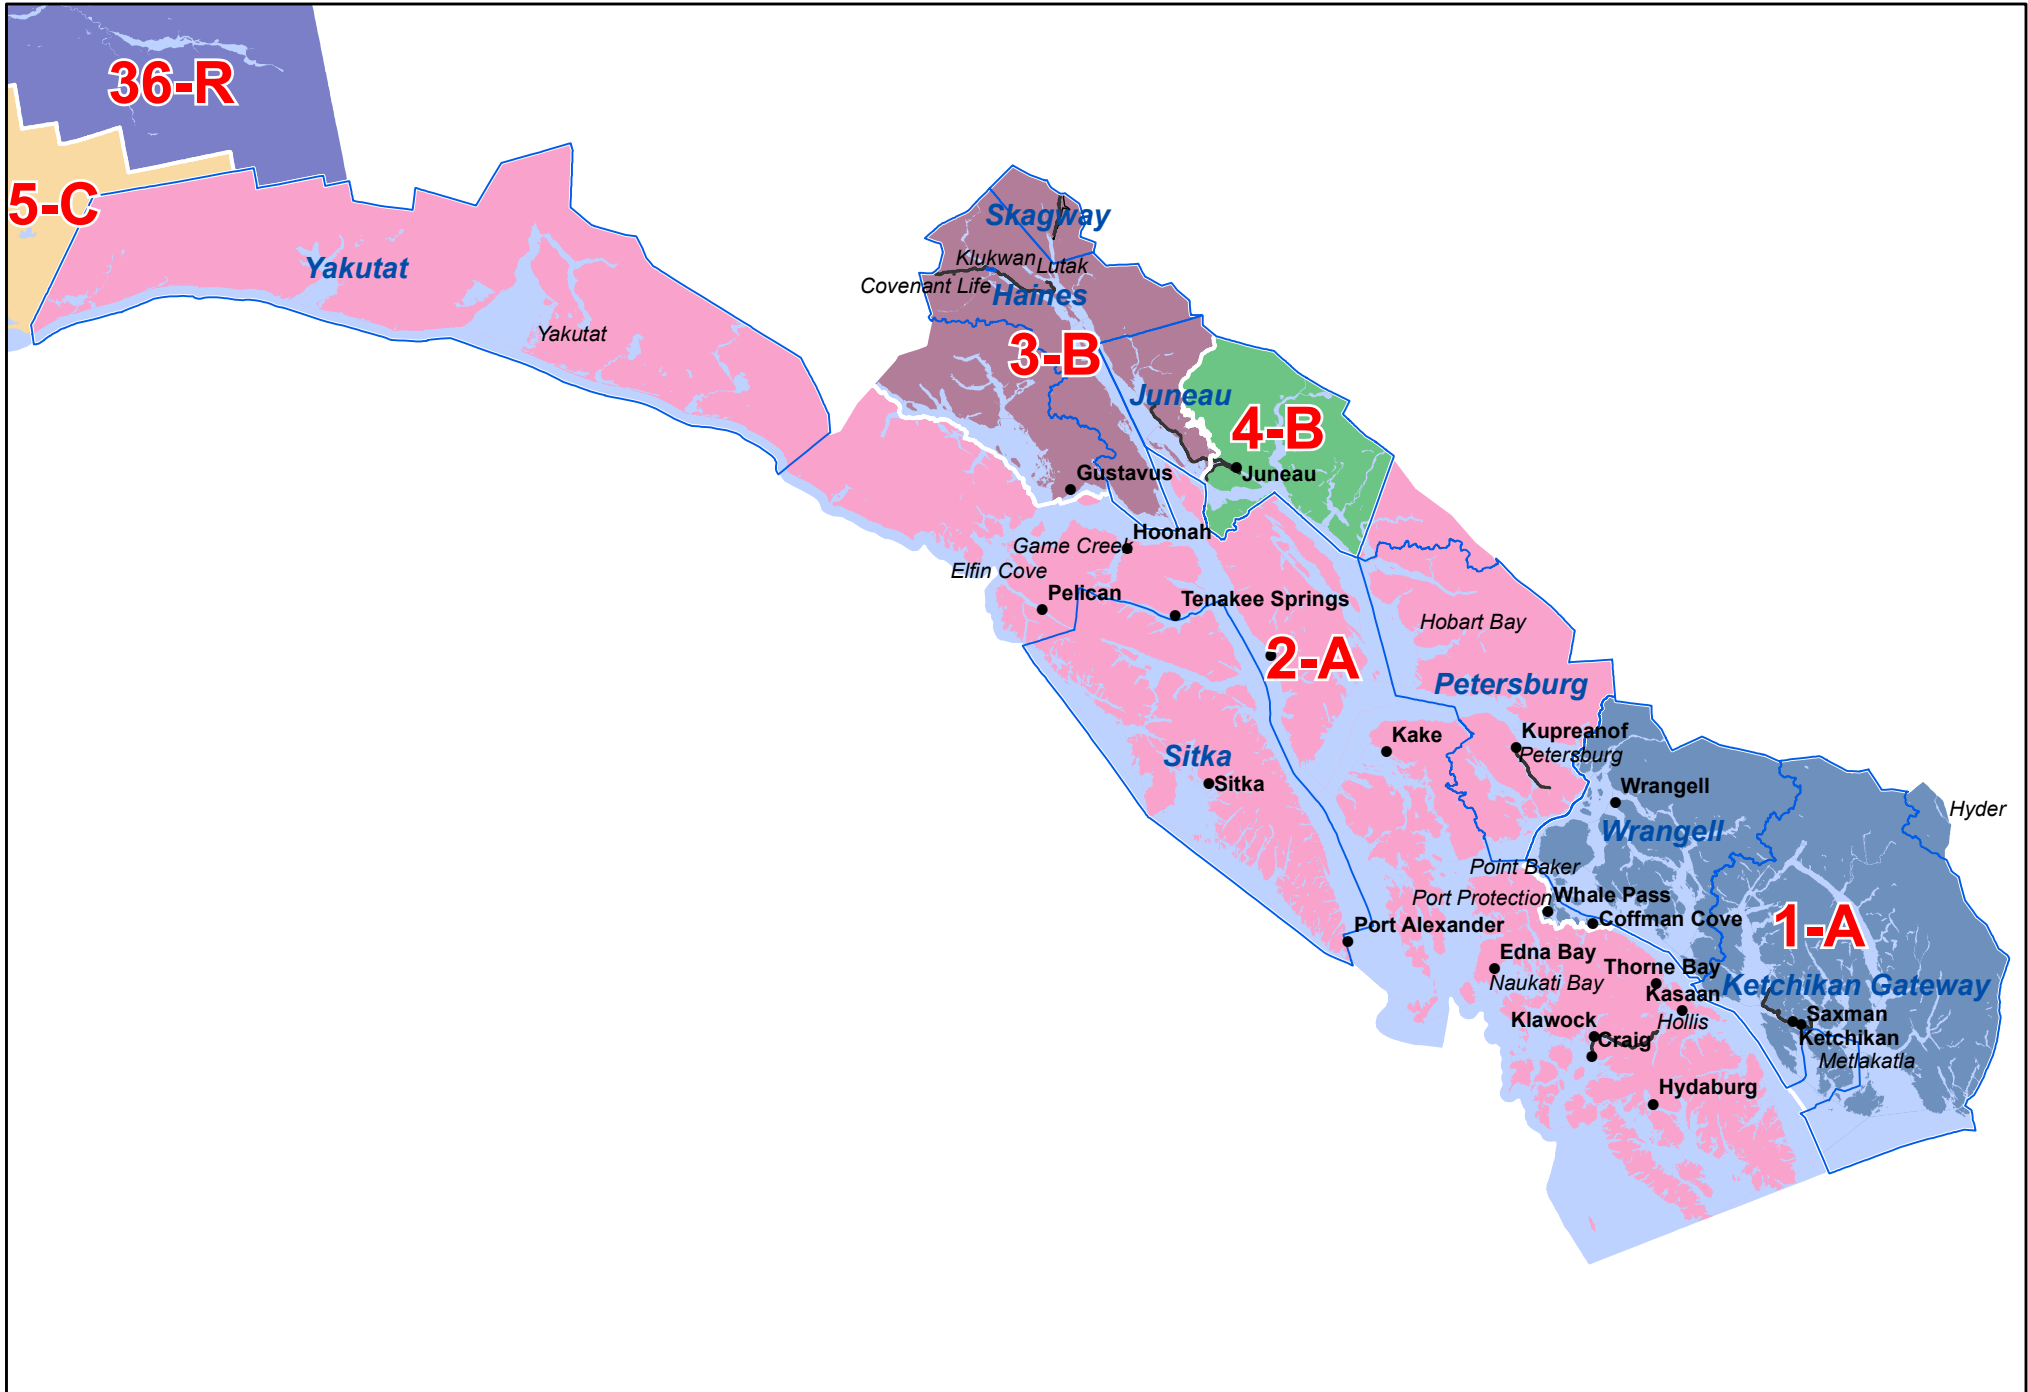 36-R
5-C
Skagway
Klukwan
Lutak
Yakutat
Covenant Life
Haines
Yakutat
3-B
Juneau
4-B
Gustavus
Juneau
Hoonah
Game Creek
Elfin Cove
Pelican
Tenakee Springs
Hobart Bay
2-A
Petersburg
Kake
Kupreanof
Petersburg
Sitka
Sitka
Wrangell
Hyder
Wrangell
Point Baker
Port Protection
Whale Pass
Coffman Cove
Port Alexander
1-A
Edna Bay
Thorne Bay
Naukati Bay
Ketchikan Gateway
Kasaan
Klawock
Hollis
Saxman
Craig
Ketchikan
Metlakatla
Hydaburg